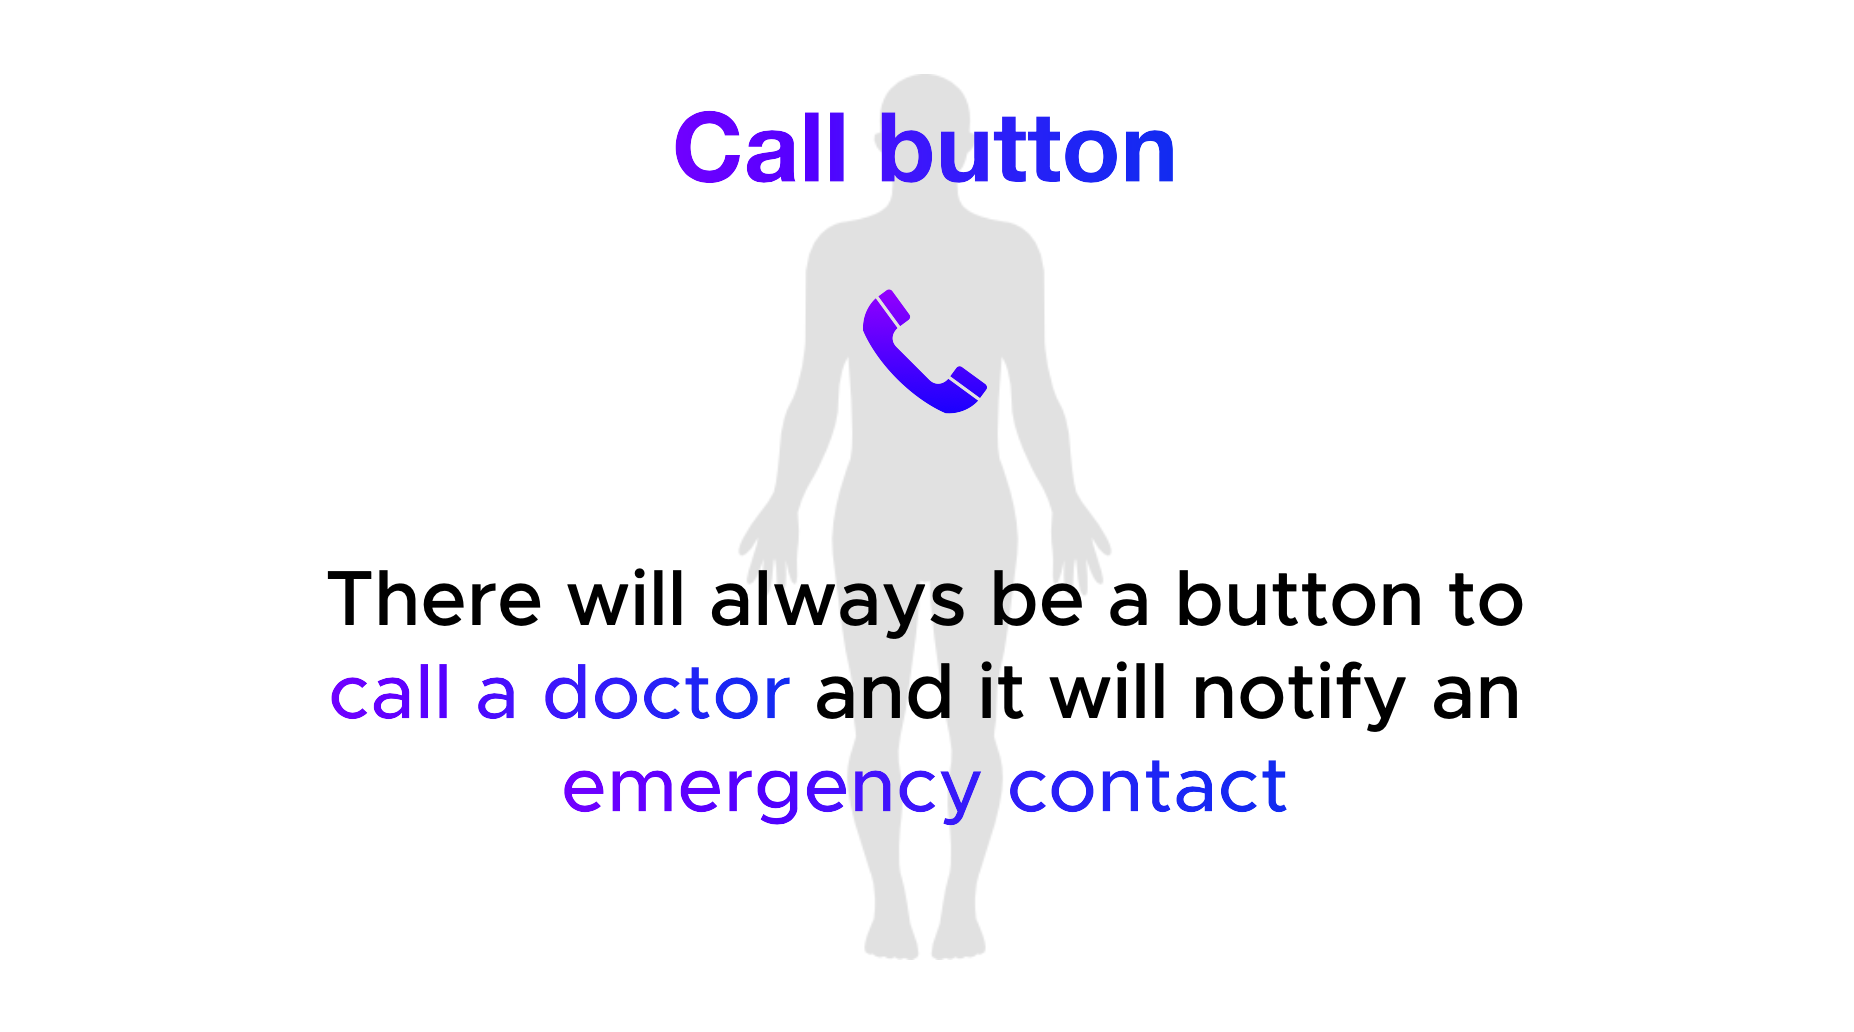 Call button
There will always be a button to
call a doctor and it will notify an
emergency contact